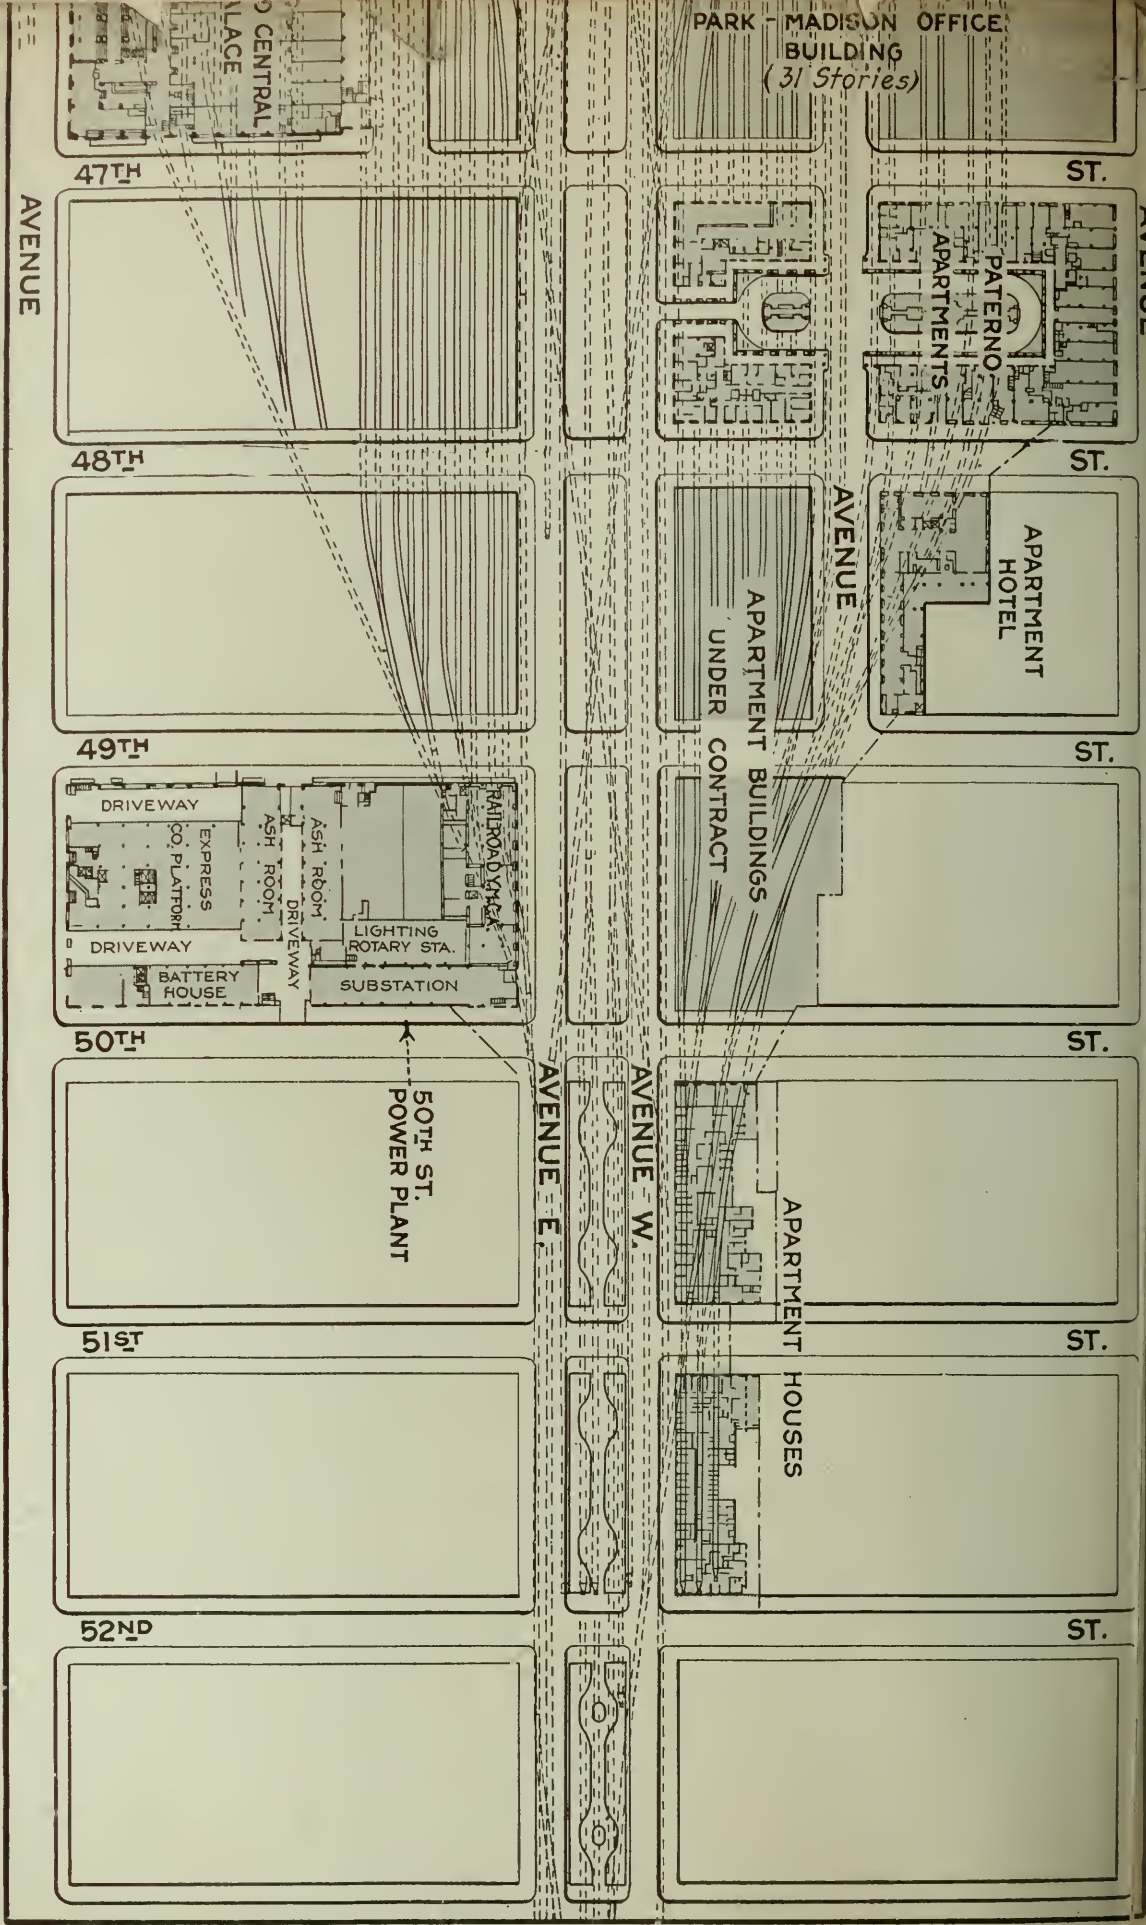 PARK - MADISON OFFICE
BUILDING
(31 Stories)
CENTRAL
47TH
ST.
AVENUE
PATERNO
APARTMENTS
48TH
ST.
AVENUE
APARTMENT
HOTEL
APARTMENT BUILDINGS
UNDER CONTRACT
49TH
ST.
DRIVEWAY
EXPRESS
CO. PLATFORM
ASH ROOM
ASH ROOM
DRIVEWAY
RAILROAD Y.M.C.A.
LIGHTING
ROTARY STA.
DRIVEWAY
BATTERY
HOUSE
SUBSTATION
50TH
ST.
50TH ST.
POWER PLANT
AVENUE E.
AVENUE W.
APARTMENT HOUSES
51ST
ST.
52ND
ST.